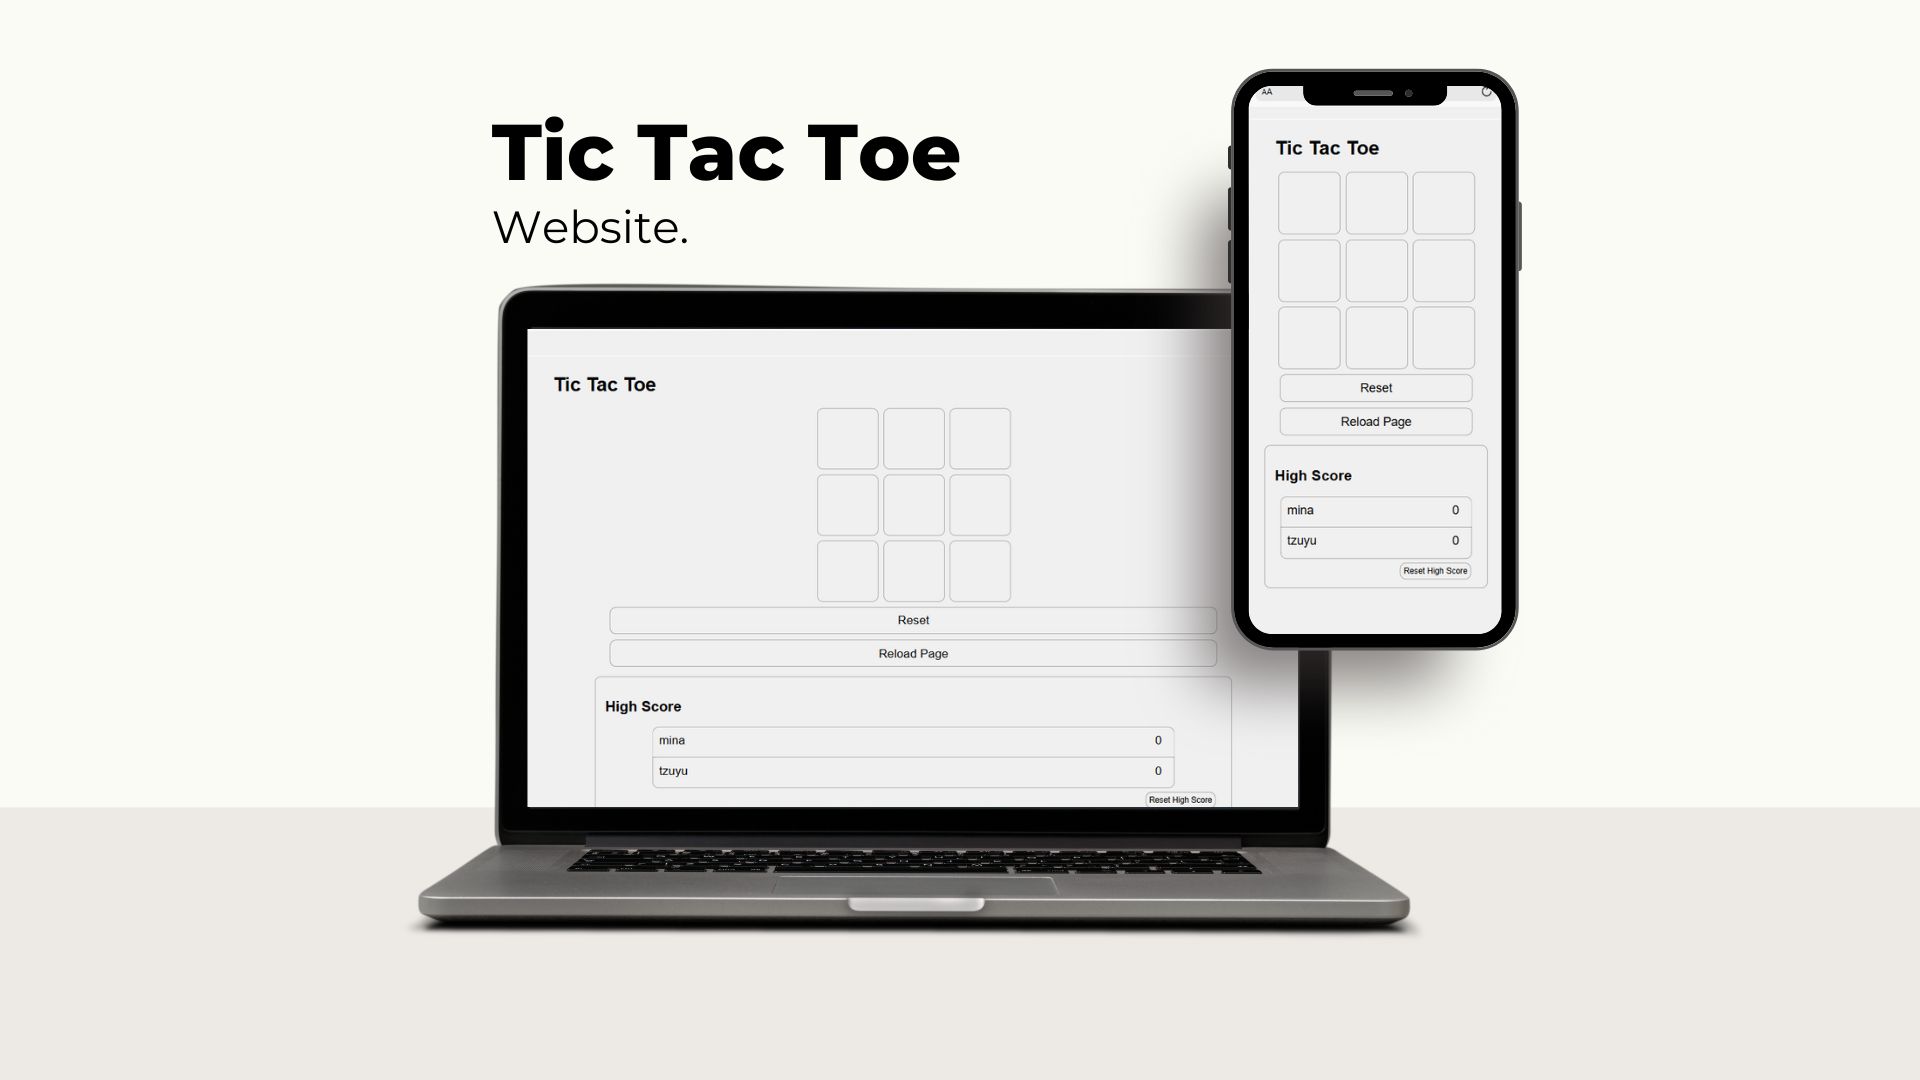 Tic Tac Toe
Website.
Tic Tac Toe
Reset
Reload Page
High Score
mina 0
tzuyu 0
Reset High Score
AA
Tic Tac Toe
Reset
Reload Page
High Score
mina 0
tzuyu 0
Reset High Score